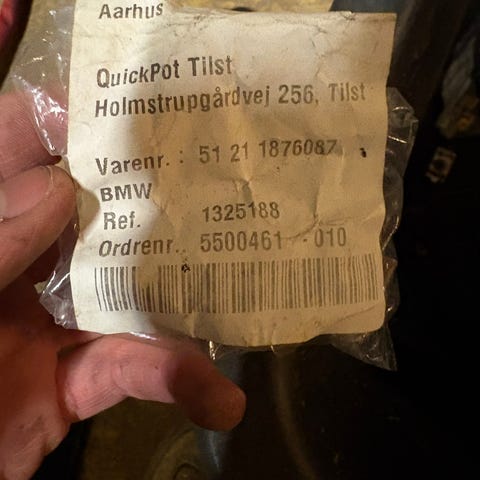 Aarhus
QuickPot Tilst
Holmstrupgårdvej 256, Tilst
Varenr. : 51 21 1876087
BMW
Ref. 1325188
Ordrenr.. 5500461 - 010